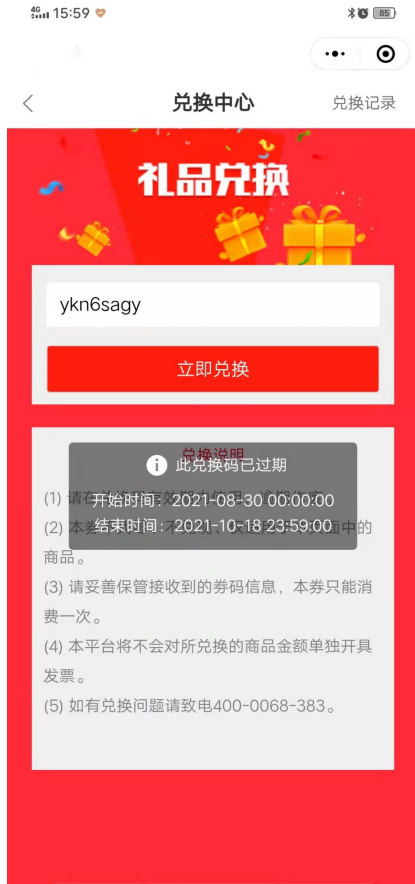 4G 15:59 85
兑换中心 兑换记录
礼品兑换
ykn6sagy
立即兑换
兑换说明
此兑换码已过期
开始时间：2021-08-30 00:00:00
结束时间：2021-10-18 23:59:00
(1) 请在
(2) 本券 中的
商品。
(3) 请妥善保管接收到的券码信息，本券只能消
费一次。
(4) 本平台将不会对所兑换的商品金额单独开具
发票。
(5) 如有兑换问题请致电400-0068-383。